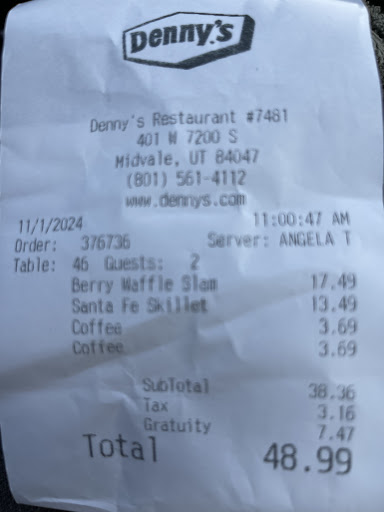 Denny's
Denny's Restaurant #7481
401 W 7200 S
Midvale, UT 84047
(801) 561-4112
www.dennys.com
11/1/2024 11:00:47 AM
Order: 376736 Server: ANGELA T
Table: 46 Guests: 2
Berry Waffle Slam 17.49
Santa Fe Skillet 13.49
Coffee 3.69
Coffee 3.69
SubTotal 38.36
Tax 3.16
Gratuity 7.47
Total 48.99